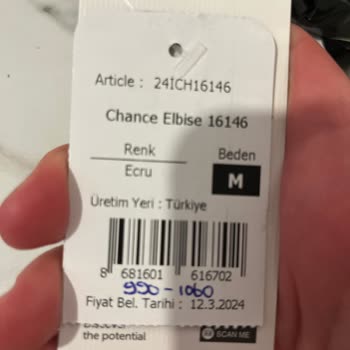 Article : 24ICH16146
Chance Elbise 16146
Renk Beden
Ecru M
Üretim Yeri : Türkiye
8 681601 616702
990-1060
Fiyat Bel. Tarihi : 12.3.2024
the potential SCAN ME